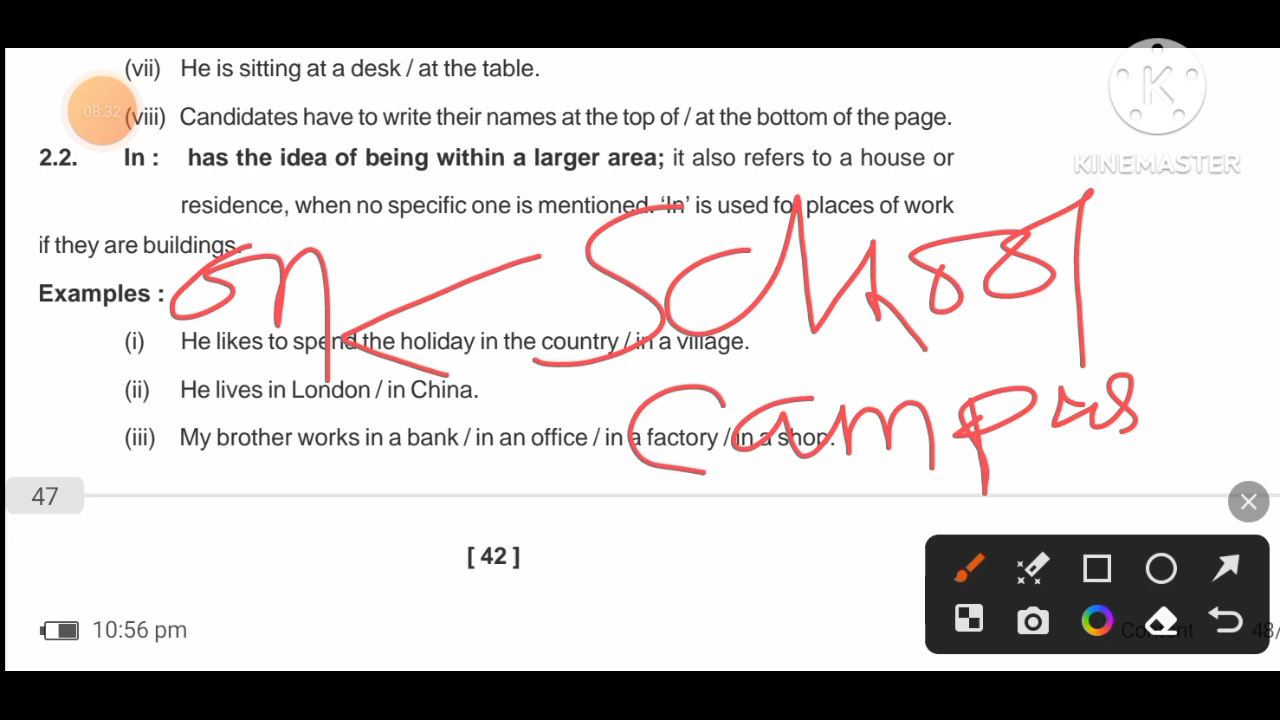 (vii) He is sitting at a desk / at the table.
08:32
(viii) Candidates have to write their names at the top of / at the bottom of the page.
K
KINEMASTER
2.2. In : has the idea of being within a larger area; it also refers to a house or
residence, when no specific one is mentioned. ‘In’ is used for places of work
if they are buildings.
on School
Examples :
(i) He likes to spend the holiday in the country / in a village.
(ii) He lives in London / in China.
campus
(iii) My brother works in a bank / in an office / in a factory / in a shop.
47
[ 42 ]
10:56 pm
Content 48/